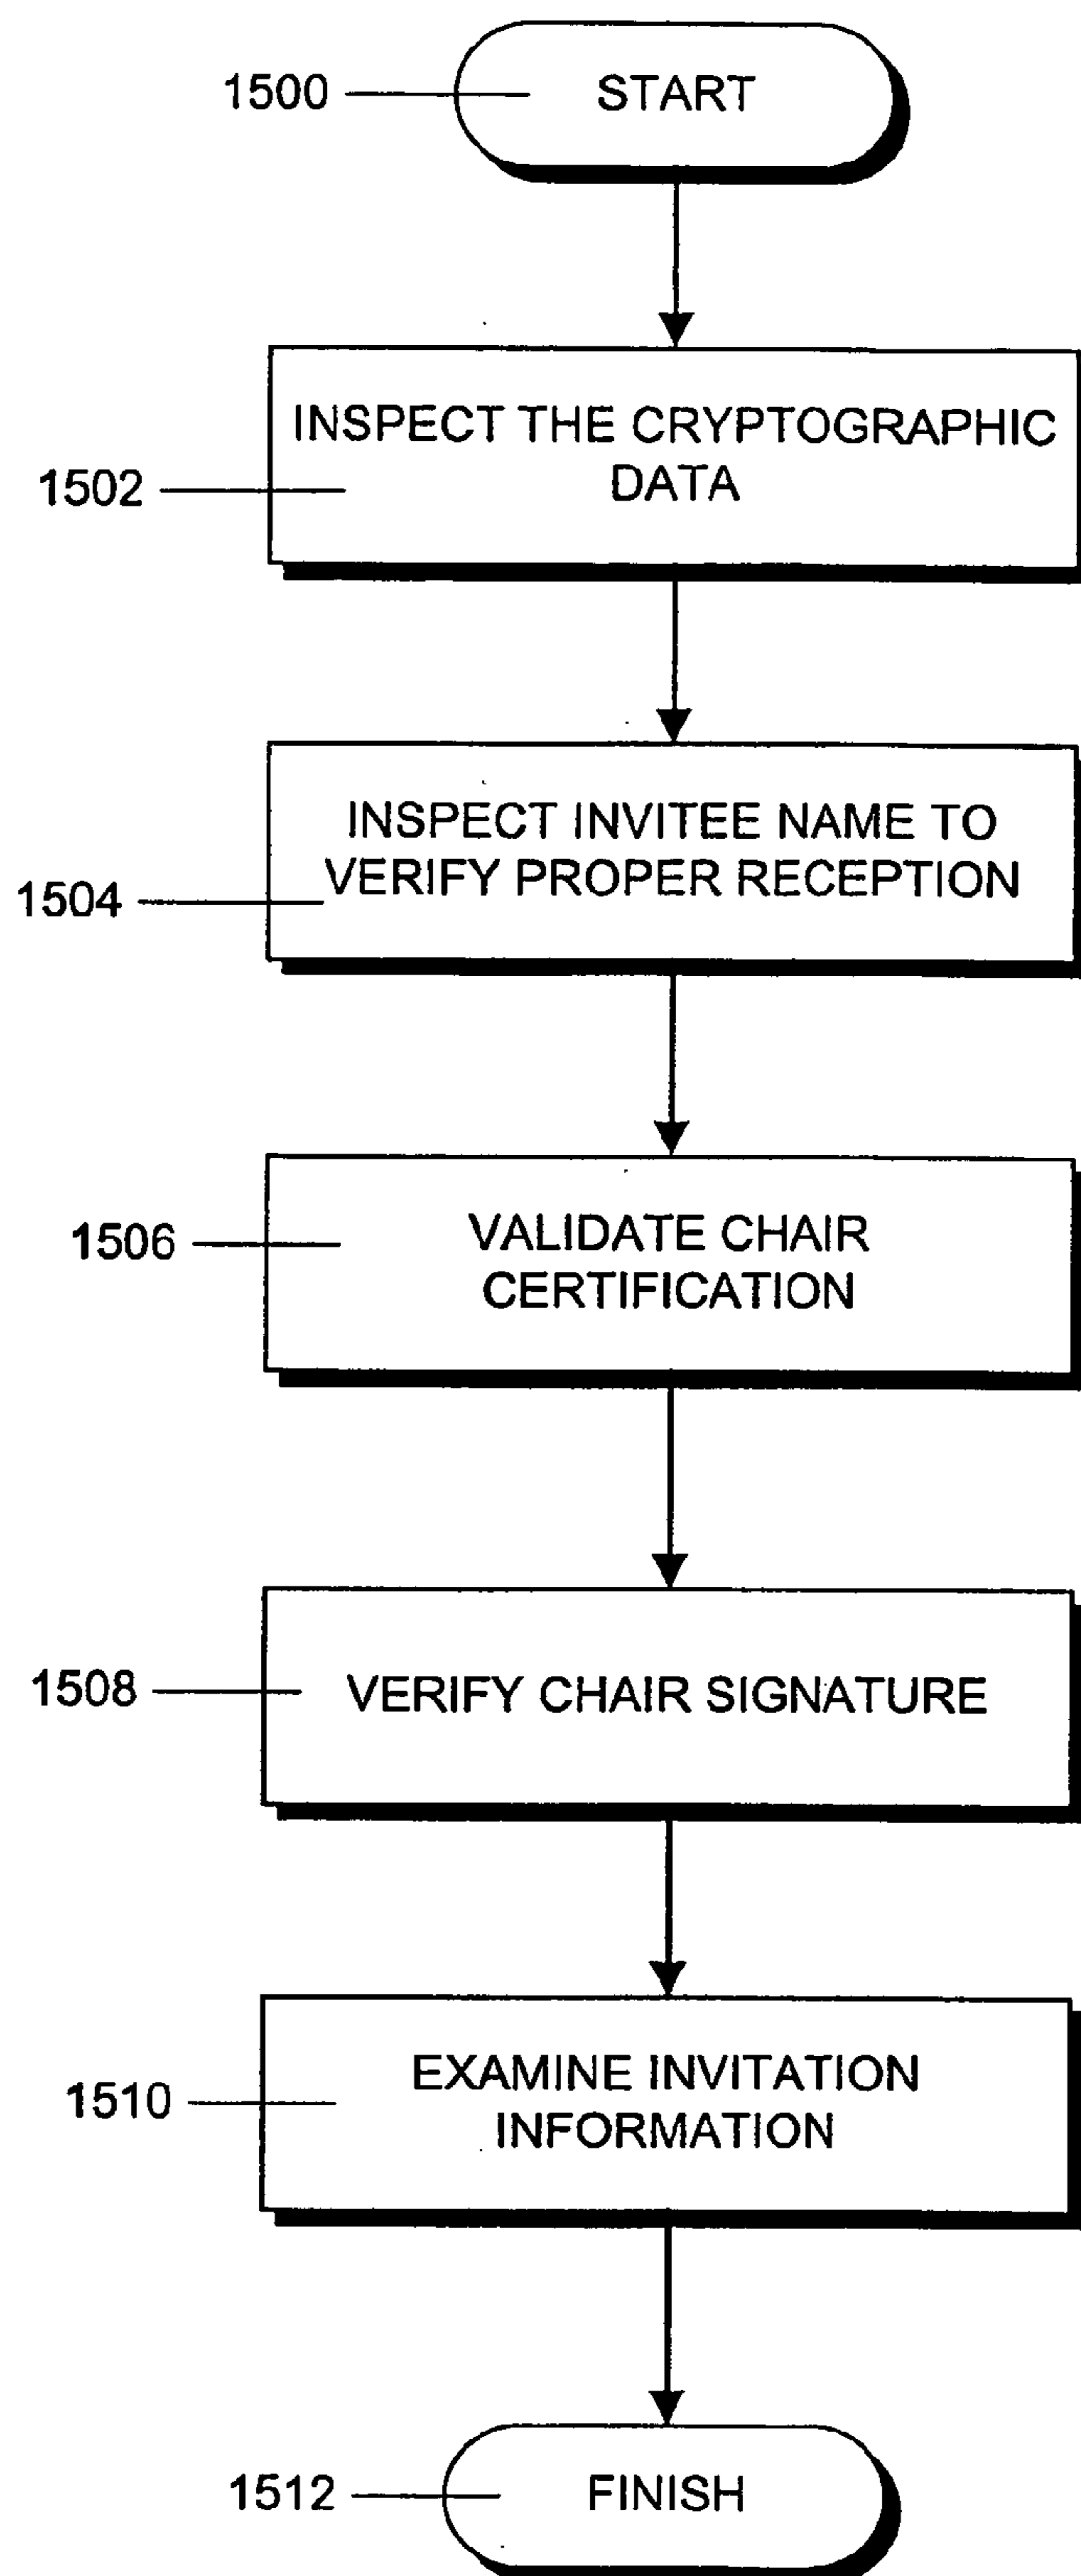 1500
START
INSPECT THE CRYPTOGRAPHIC
DATA
1502
INSPECT INVITEE NAME TO
VERIFY PROPER RECEPTION
1504
VALIDATE CHAIR
CERTIFICATION
1506
VERIFY CHAIR SIGNATURE
1508
EXAMINE INVITATION
INFORMATION
1510
FINISH
1512